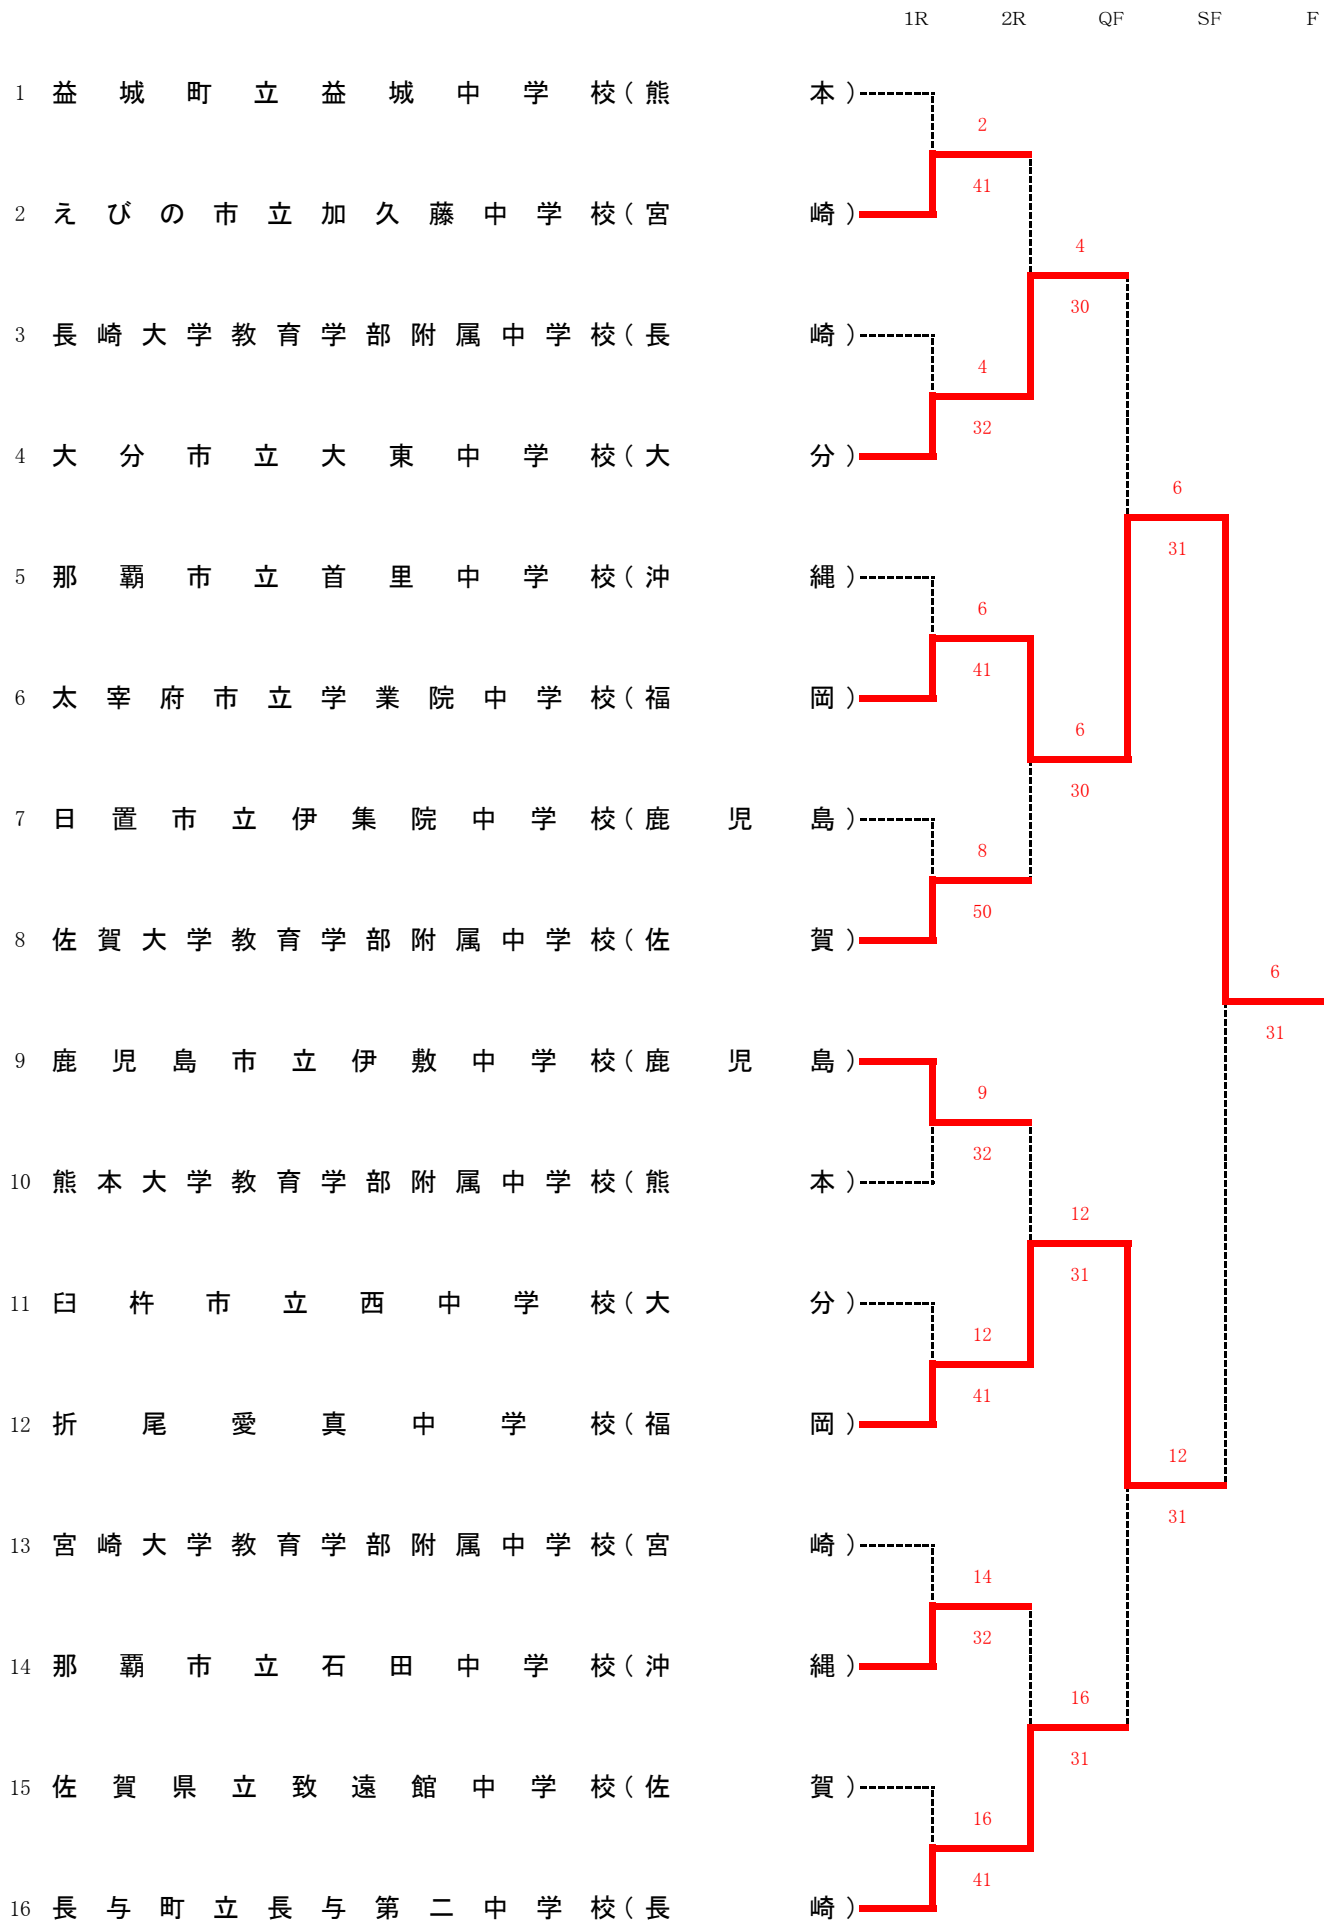 1R 2R QF SF F
1 益城町立益城中学校(熊本)
2
41
2 えびの市立加久藤中学校(宮崎)
4
30
3 長崎大学教育学部附属中学校(長崎)
4
32
4 大分市立大東中学校(大分)
6
31
5 那覇市立首里中学校(沖縄)
6
41
6 太宰府市立学業院中学校(福岡)
6
30
7 日置市立伊集院中学校(鹿児島)
8
50
8 佐賀大学教育学部附属中学校(佐賀)
6
31
9 鹿児島市立伊敷中学校(鹿児島)
9
32
10 熊本大学教育学部附属中学校(熊本)
12
31
11 臼杵市立西中学校(大分)
12
41
12 折尾愛真中学校(福岡)
12
31
13 宮崎大学教育学部附属中学校(宮崎)
14
32
14 那覇市立石田中学校(沖縄)
16
31
15 佐賀県立致遠館中学校(佐賀)
16
41
16 長与町立長与第二中学校(長崎)